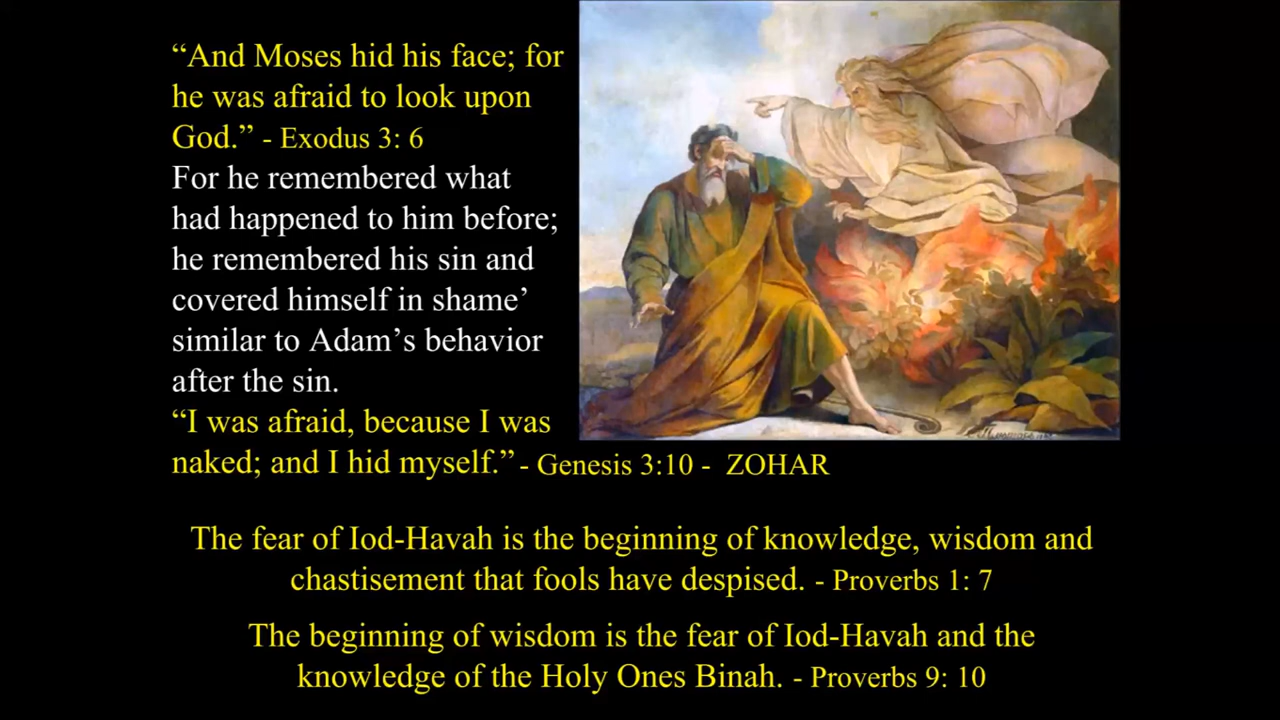 “And Moses hid his face; for
he was afraid to look upon
God.” - Exodus 3: 6
For he remembered what
had happened to him before;
he remembered his sin and
covered himself in shame’
similar to Adam’s behavior
after the sin.
“I was afraid, because I was
naked; and I hid myself.” - Genesis 3:10 - ZOHAR
The fear of Iod-Havah is the beginning of knowledge, wisdom and
chastisement that fools have despised. - Proverbs 1: 7
The beginning of wisdom is the fear of Iod-Havah and the
knowledge of the Holy Ones Binah. - Proverbs 9: 10